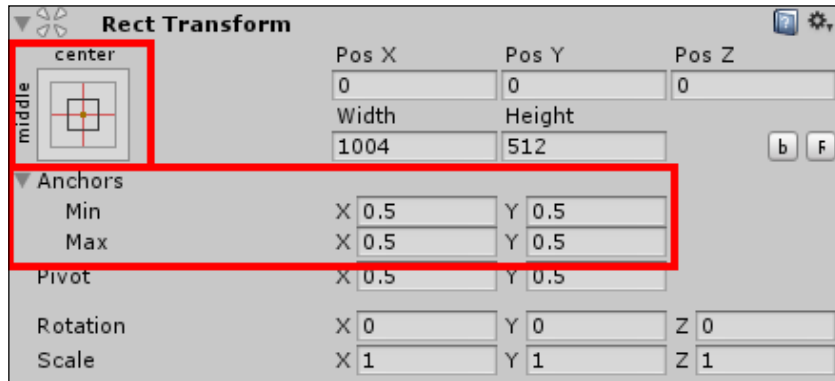 Rect Transform
center Pos X Pos Y Pos Z
middle
0 0 0
Width Height
1004 512 b F
Anchors
Min X 0.5 Y 0.5
Max X 0.5 Y 0.5
Pivot X 0.5 Y 0.5
Rotation X 0 Y 0 Z 0
Scale X 1 Y 1 Z 1